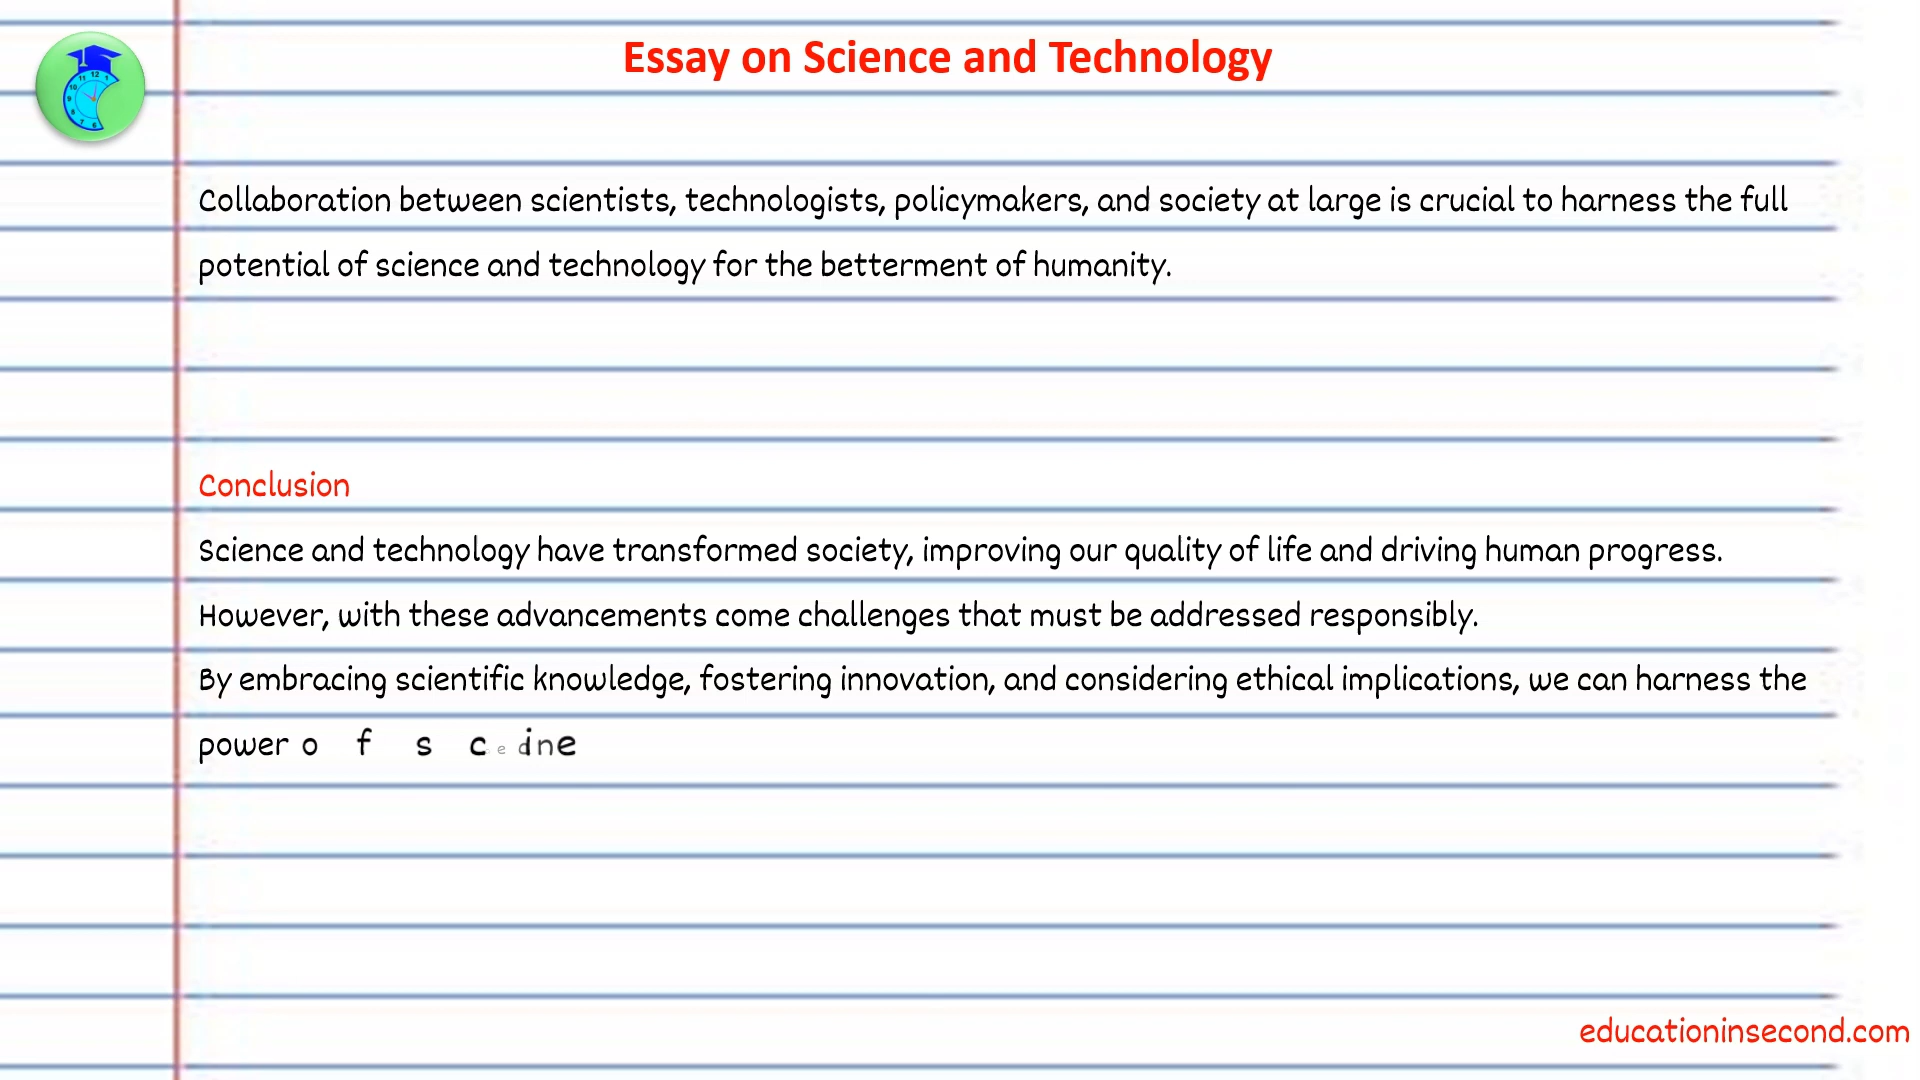 Essay on Science and Technology
Collaboration between scientists, technologists, policymakers, and society at large is crucial to harness the full
potential of science and technology for the betterment of humanity.
Conclusion
Science and technology have transformed society, improving our quality of life and driving human progress.
However, with these advancements come challenges that must be addressed responsibly.
By embracing scientific knowledge, fostering innovation, and considering ethical implications, we can harness the
power o f
educationinsecond.com